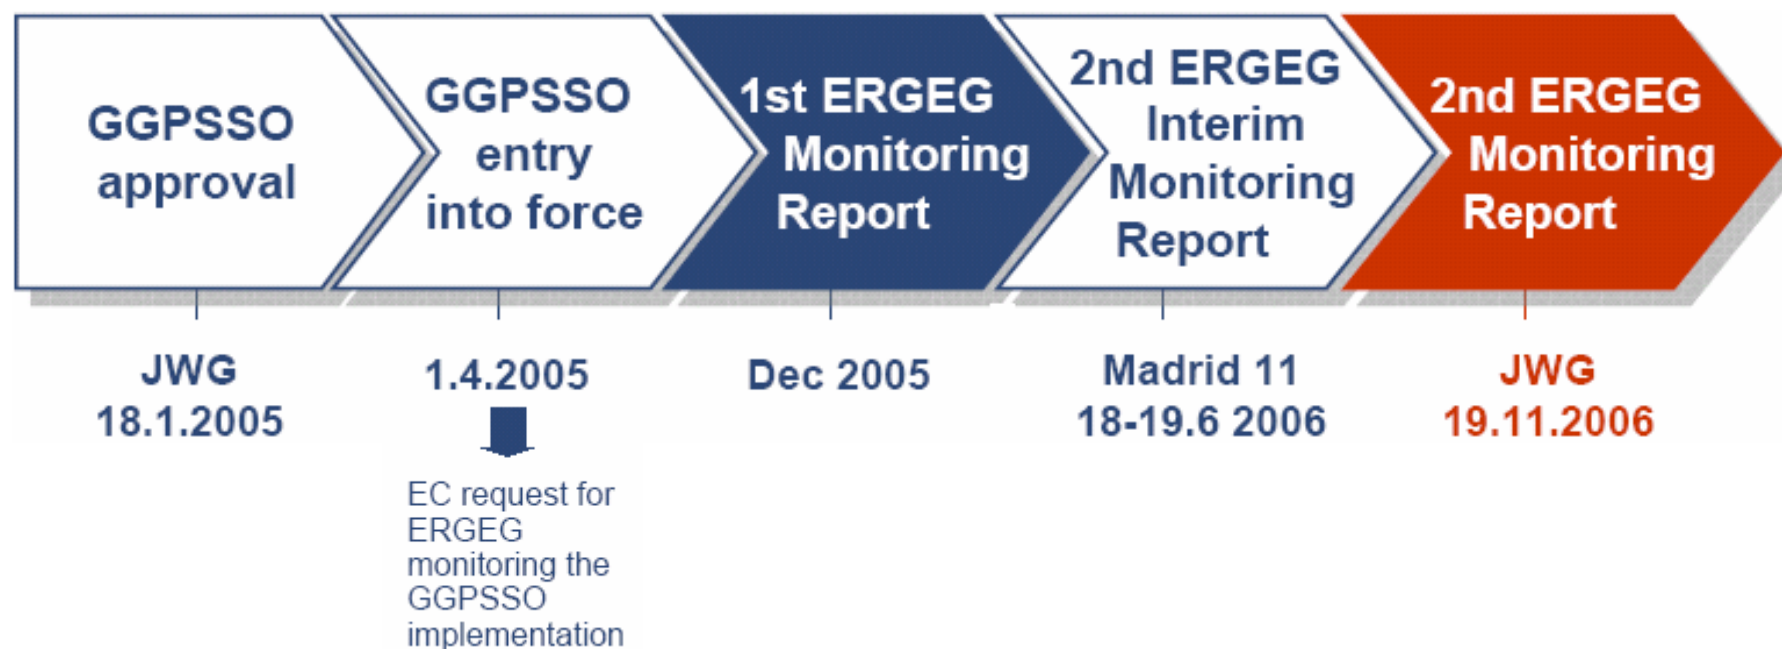 GGPSSO
approval
GGPSSO
entry
into force
1st ERGEG
Monitoring
Report
2nd ERGEG
Interim
Monitoring
Report
2nd ERGEG
Monitoring
Report
JWG
18.1.2005
1.4.2005
Dec 2005
Madrid 11
18-19.6 2006
JWG
19.11.2006
EC request for
ERGEG
monitoring the
GGPSSO
implementation